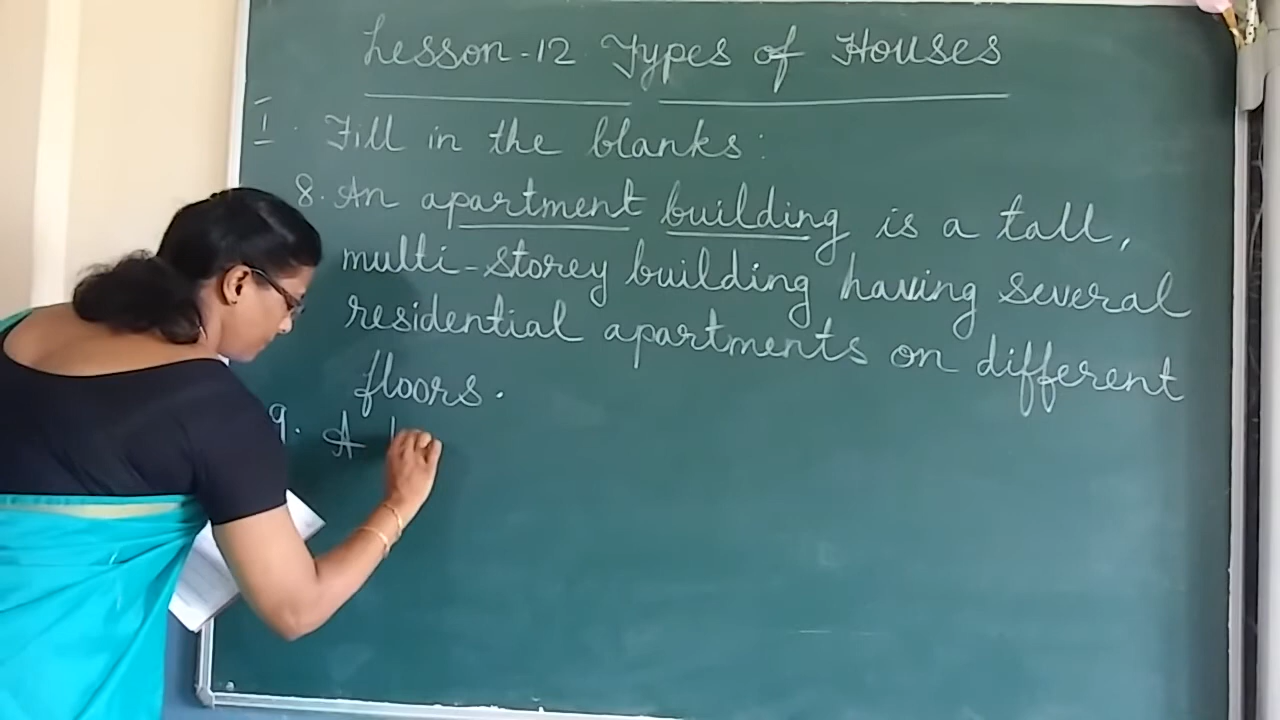 Lesson-12 Types of Houses
I. Fill in the blanks:
8. An apartment building is a tall,
multi-storey building having several
residential apartments on different
floors.
9. A